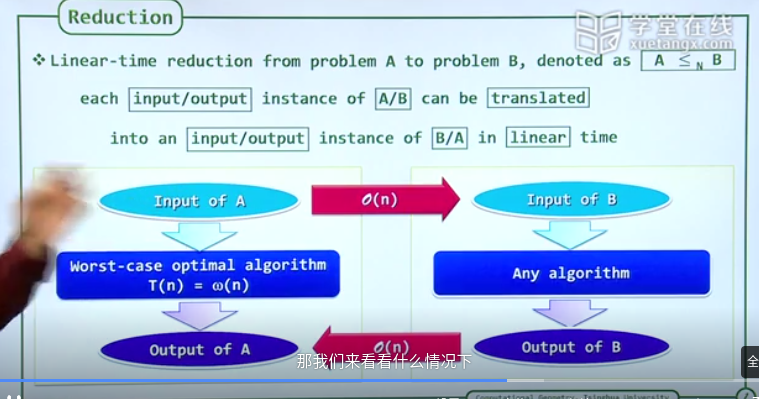 Reduction
学堂在线
xuetangx.com
❖Linear-time reduction from problem A to problem B, denoted as A ≤N B
each input/output instance of A/B can be translated
into an input/output instance of B/A in linear time
Input of A
O(n)
Input of B
Worst-case optimal algorithm
T(n) = ω(n)
Any algorithm
Output of A
O(n)
Output of B
那我们来看看什么情况下
全
Computational Geometry, Tsinghua University